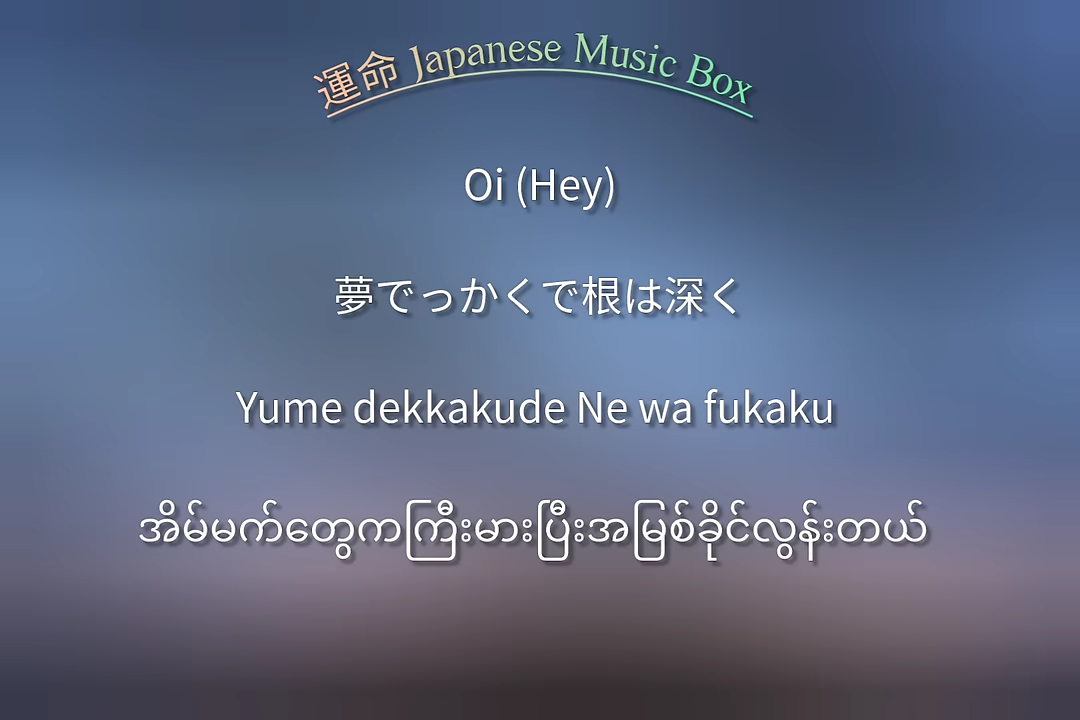 運命 Japanese Music Box
Oi (Hey)
夢でっかくで根は深く
Yume dekkakude Ne wa fukaku
အိမ်မက်တွေကကြီးမားပြီးအမြစ်ခိုင်လွန်းတယ်